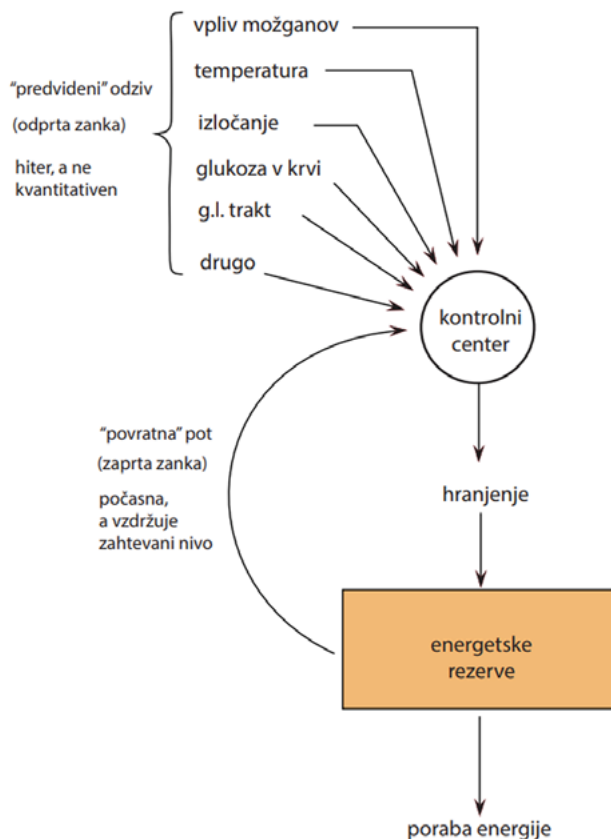 vpliv možganov
temperatura
"predvideni" odziv
(odprta zanka)
hiter, a ne
kvantitativen
izločanje
glukoza v krvi
g.l. trakt
drugo
kontrolni
center
"povratna" pot
(zaprta zanka)
počasna,
a vzdržuje
zahtevani nivo
hranjenje
energetske
rezerve
poraba energije